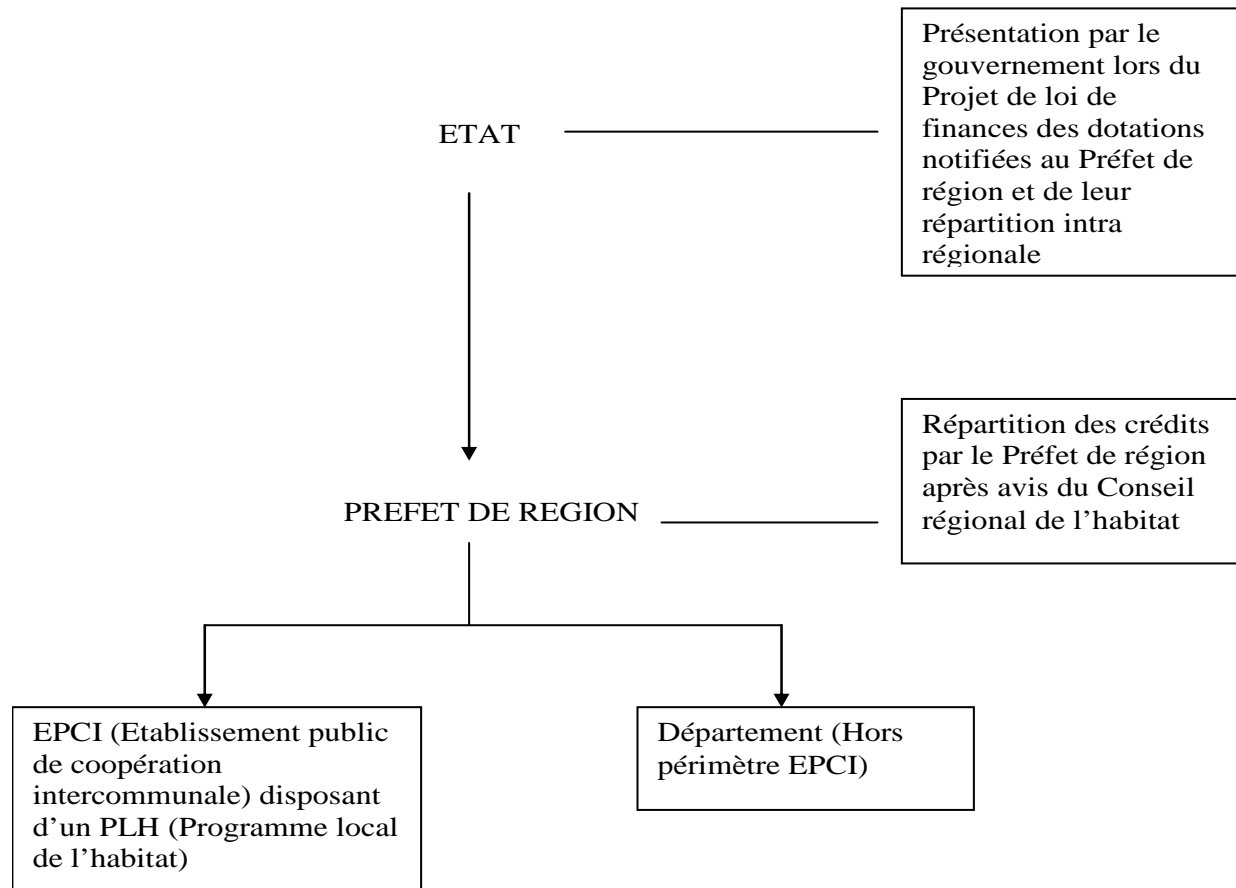 Présentation par le
gouvernement lors du
Projet de loi de
finances des dotations
notifiées au Préfet de
région et de leur
répartition intra
régionale
ETAT
Répartition des crédits
par le Préfet de région
après avis du Conseil
régional de l’habitat
PREFET DE REGION
EPCI (Etablissement public
de coopération
intercommunale) disposant
d’un PLH (Programme local
de l’habitat)
Département (Hors
périmètre EPCI)